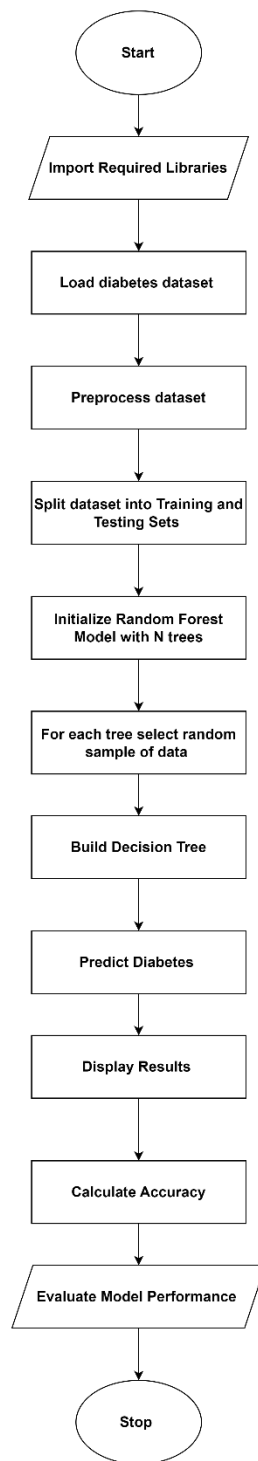 Start
Import Required Libraries
Load diabetes dataset
Preprocess dataset
Split dataset into Training and
Testing Sets
Initialize Random Forest
Model with N trees
For each tree select random
sample of data
Build Decision Tree
Predict Diabetes
Display Results
Calculate Accuracy
Evaluate Model Performance
Stop